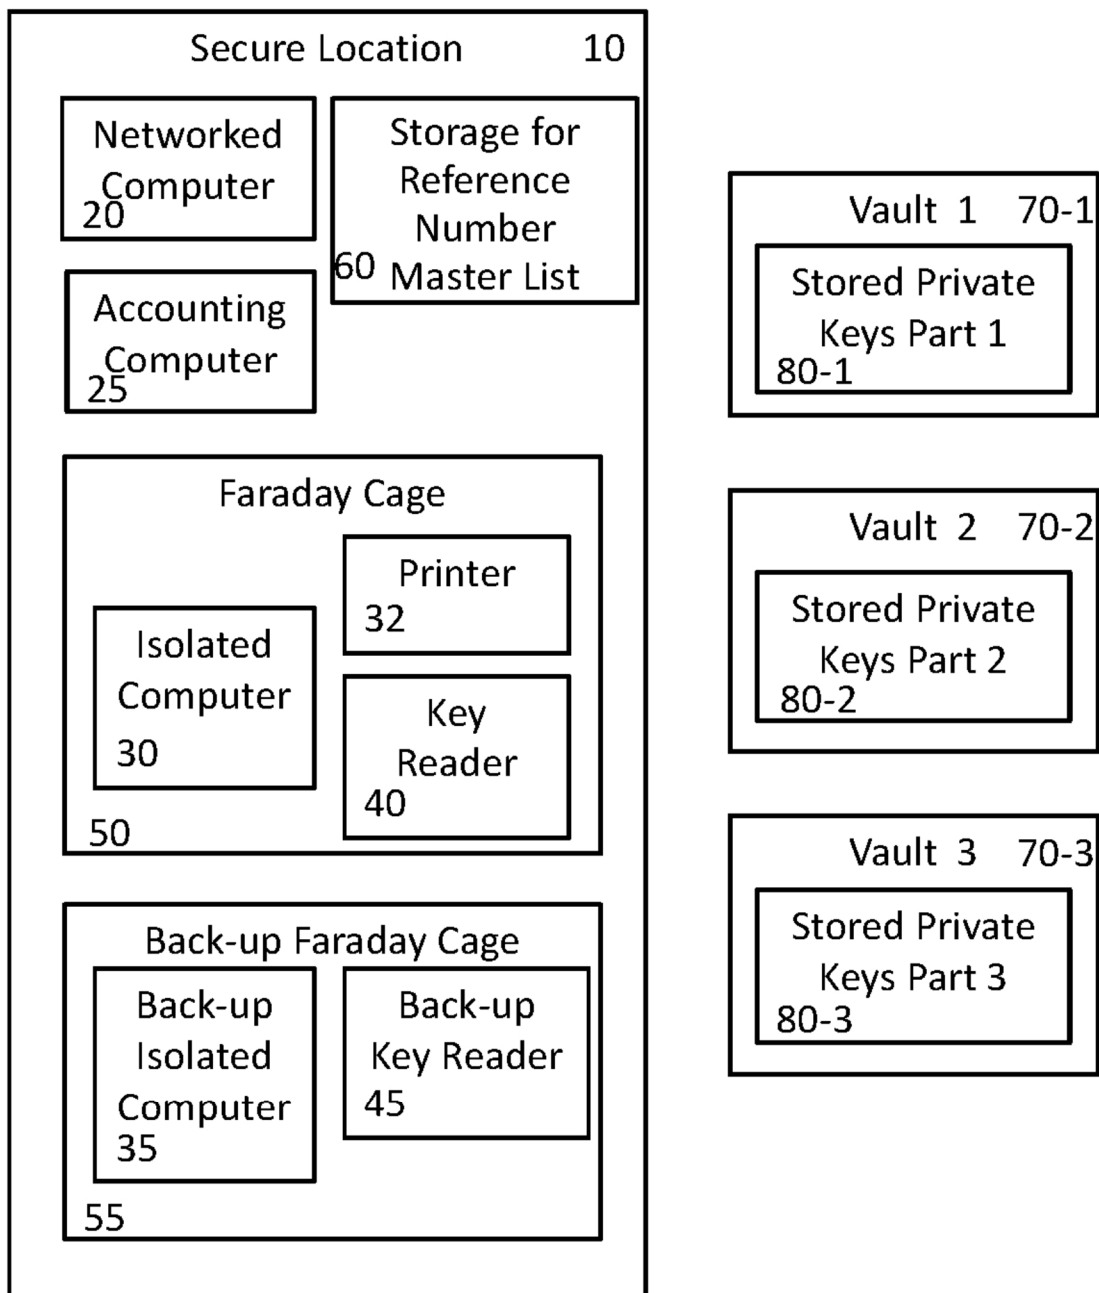 Secure Location 10
Networked
Computer
20
Storage for
Reference
Number
60 Master List
Accounting
Computer
25
Faraday Cage
Printer
32
Isolated
Computer
30
Key
Reader
40
50
Back-up Faraday Cage
Back-up
Isolated
Computer
35
Back-up
Key Reader
45
55
Vault 1 70-1
Stored Private
Keys Part 1
80-1
Vault 2 70-2
Stored Private
Keys Part 2
80-2
Vault 3 70-3
Stored Private
Keys Part 3
80-3